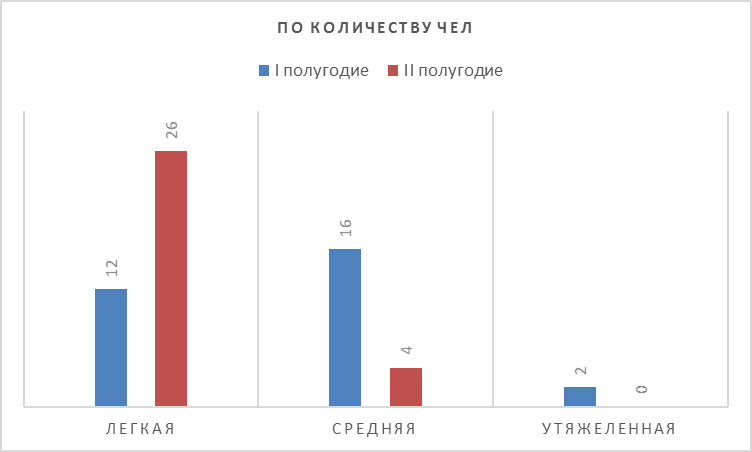 ПО КОЛИЧЕСТВУ ЧЕЛ
I полугодие II полугодие
12 26 16 4 2 0
ЛЕГКАЯ СРЕДНЯЯ УТЯЖЕЛЕННАЯ